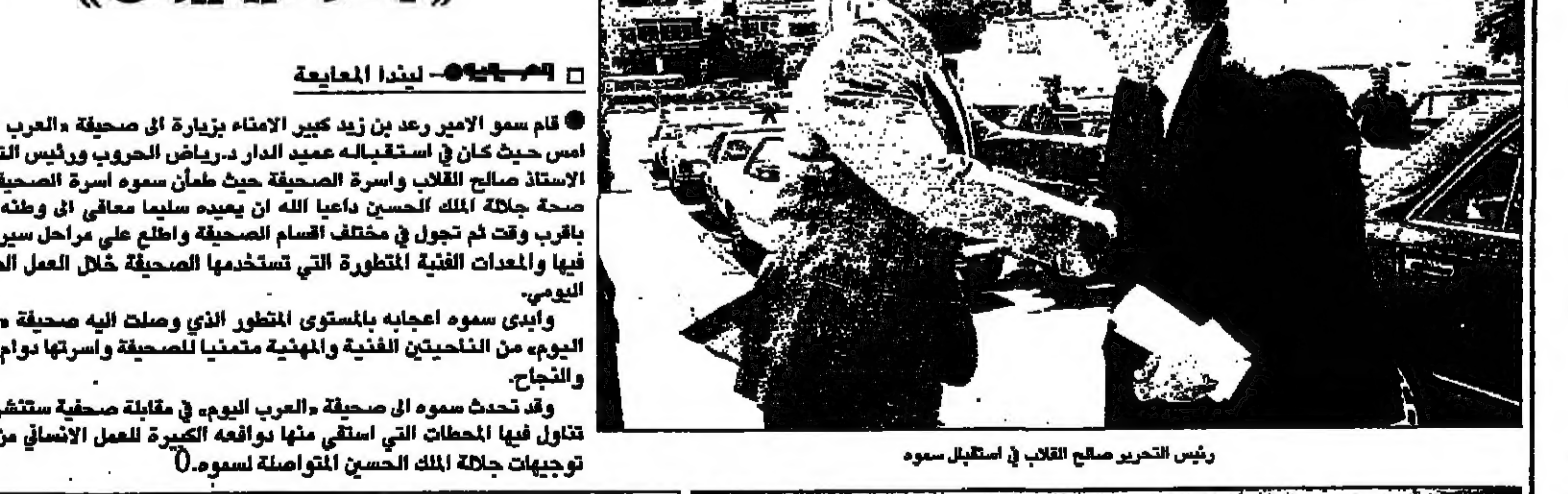 □ - ليندا المعايعة
● قام سمو الامير رعد بن زيد كبير الامناء بزيارة الى صحيفة «العرب
امس حيث كان في استقباله عميد الدار د.رياض الحروب ورئيس
الاستاذ صالح القلاب واسرة الصحيفة حيث طمأن سموه اسرة
صحة جلالة الملك الحسين داعيا الله ان يعيده سليما معافى الى وطنه
باقرب وقت ثم تجول في مختلف اقسام الصحيفة واطلع على مراحل سير
فيها والمعدات الفنية المتطورة التي تستخدمها الصحيفة خلال العمل
اليومي.
وابدى سموه اعجابه بالمستوى المتطور الذي وصلت اليه صحيفة
اليوم» من الناحيتين الفنية والمهنية متمنيا للصحيفة واسرتها دوام
والنجاح.
وقد تحدث سموه الى صحيفة «العرب اليوم» في مقابلة صحفية
تناول فيها المحطات التي استقى منها دوافعه الكبيرة للعمل الانساني
توجيهات جلالة الملك الحسين المتواصلة لسموه.
رئيس التحرير صالح القلاب في استقبال سموه